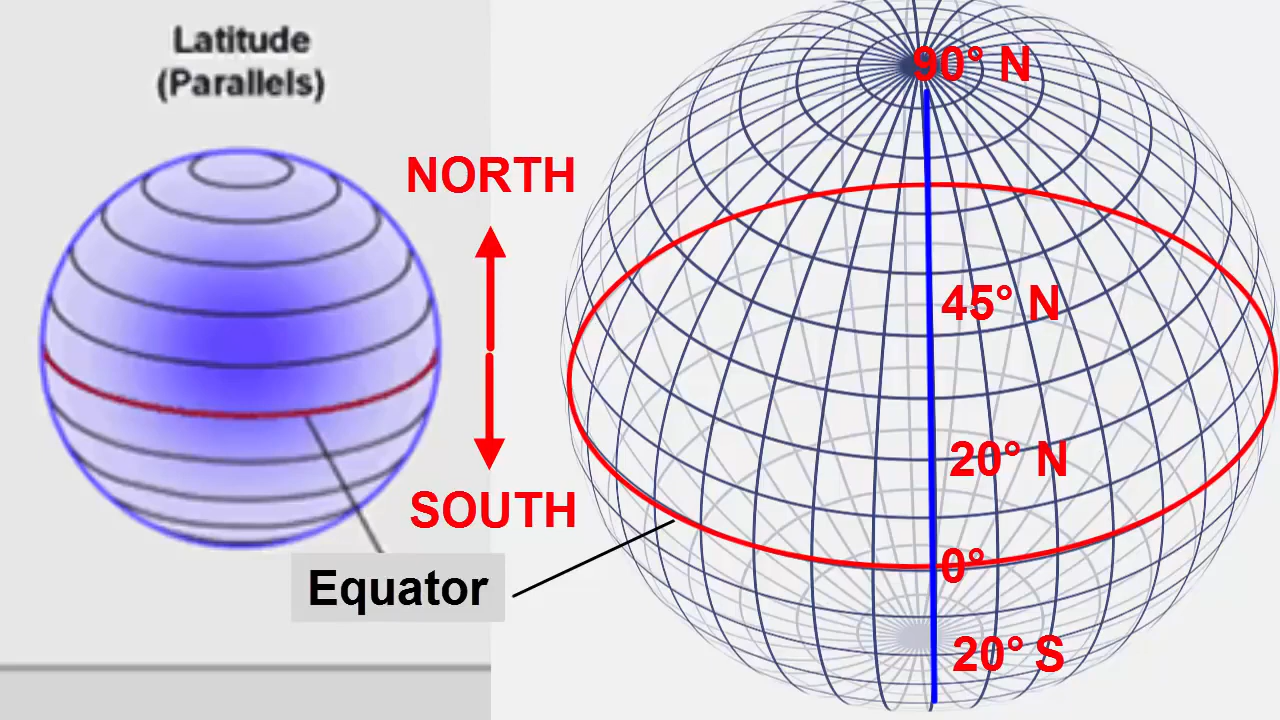 Latitude
(Parallels)
NORTH
SOUTH
Equator
90° N
45° N
20° N
0°
20° S